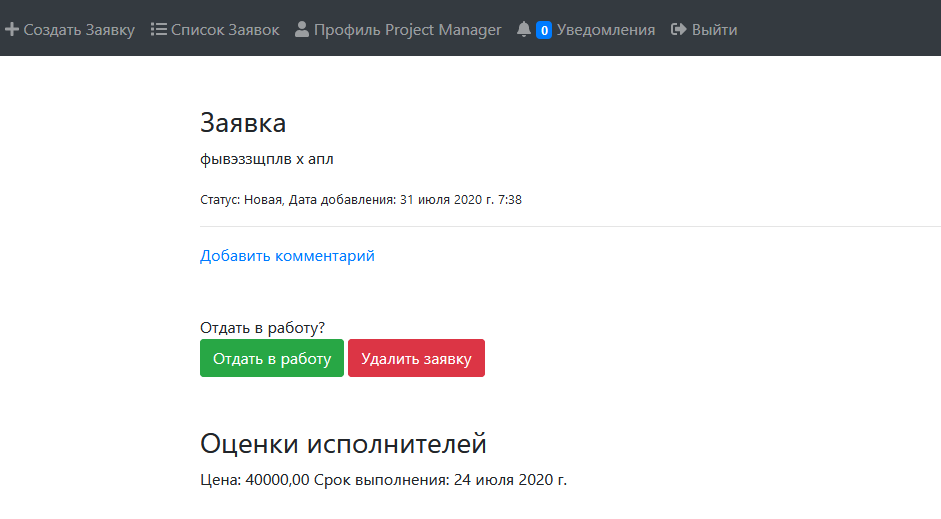 Создать Заявку Список Заявок Профиль Project Manager 0 Уведомления Выйти
Заявка
фывэззщплв х апл
Статус: Новая, Дата добавления: 31 июля 2020 г. 7:38
Добавить комментарий
Отдать в работу?
Отдать в работу Удалить заявку
Оценки исполнителей
Цена: 40000,00 Срок выполнения: 24 июля 2020 г.